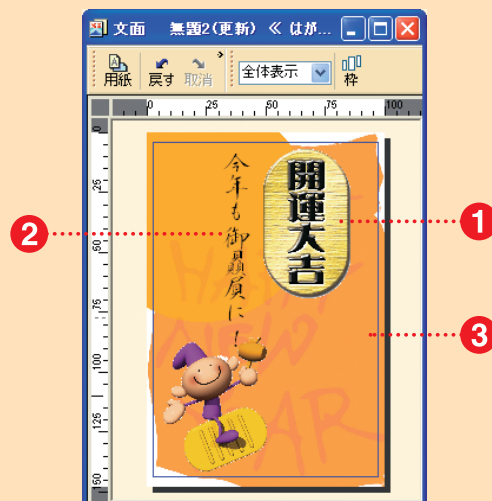 文面 無題2(更新) ≪ はが...
用紙
戻す
取消
全体表示
枠
0 25 50 75 100
0
25
50
75
100
125
150
開運大吉
今年も御贔屓に!
HAPPY
NEW
YEAR
1
2
3